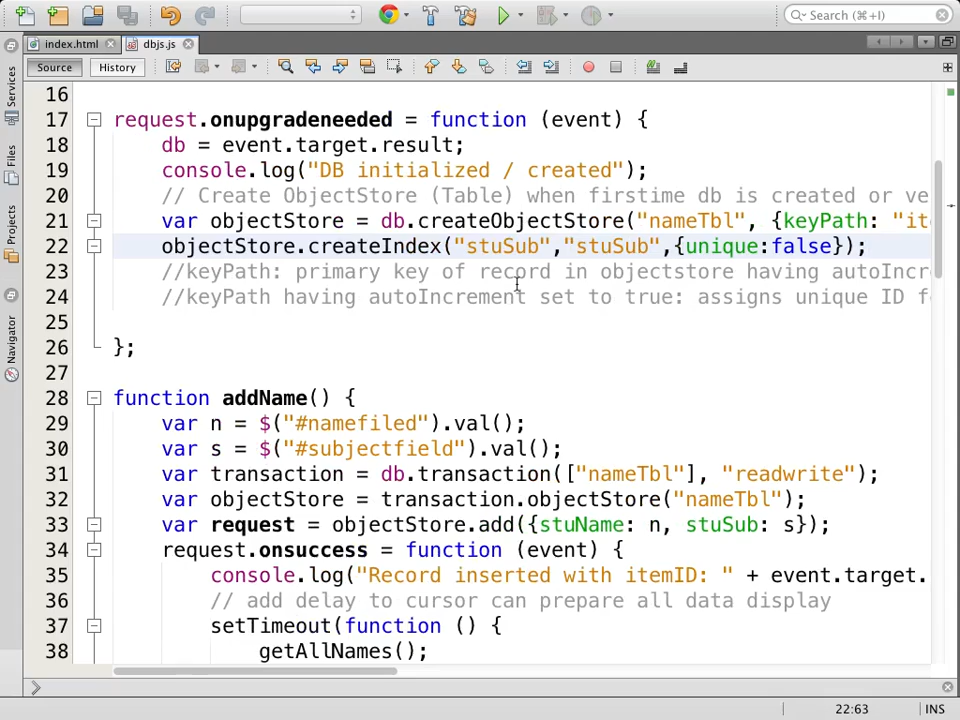 Search (⌘+I)
index.html
dbjs.js
Source
History
Services
Files
Projects
Navigator
16
17 request.onupgradeneeded = function (event) {
18 db = event.target.result;
19 console.log("DB initialized / created");
20 // Create ObjectStore (Table) when firstime db is created or ve
21 var objectStore = db.createObjectStore("nameTbl", {keyPath: "it
22 objectStore.createIndex("stuSub","stuSub",{unique:false});
23 //keyPath: primary key of record in objectstore having autoIncr
24 //keyPath having autoIncrement set to true: assigns unique ID f
25
26 };
27
28 function addName() {
29 var n = $("#namefiled").val();
30 var s = $("#subjectfield").val();
31 var transaction = db.transaction(["nameTbl"], "readwrite");
32 var objectStore = transaction.objectStore("nameTbl");
33 var request = objectStore.add({stuName: n, stuSub: s});
34 request.onsuccess = function (event) {
35 console.log("Record inserted with itemID: " + event.target.
36 // add delay to cursor can prepare all data display
37 setTimeout(function () {
38 getAllNames();
22:63
INS